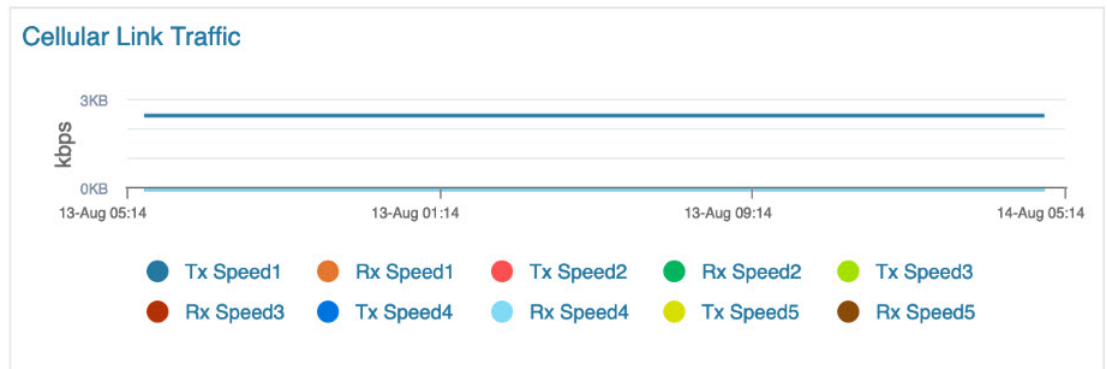 Cellular Link Traffic
3KB
kbps
0KB
13-Aug 05:14 13-Aug 01:14 13-Aug 09:14 14-Aug 05:14
Tx Speed1 Rx Speed1 Tx Speed2 Rx Speed2 Tx Speed3
Rx Speed3 Tx Speed4 Rx Speed4 Tx Speed5 Rx Speed5